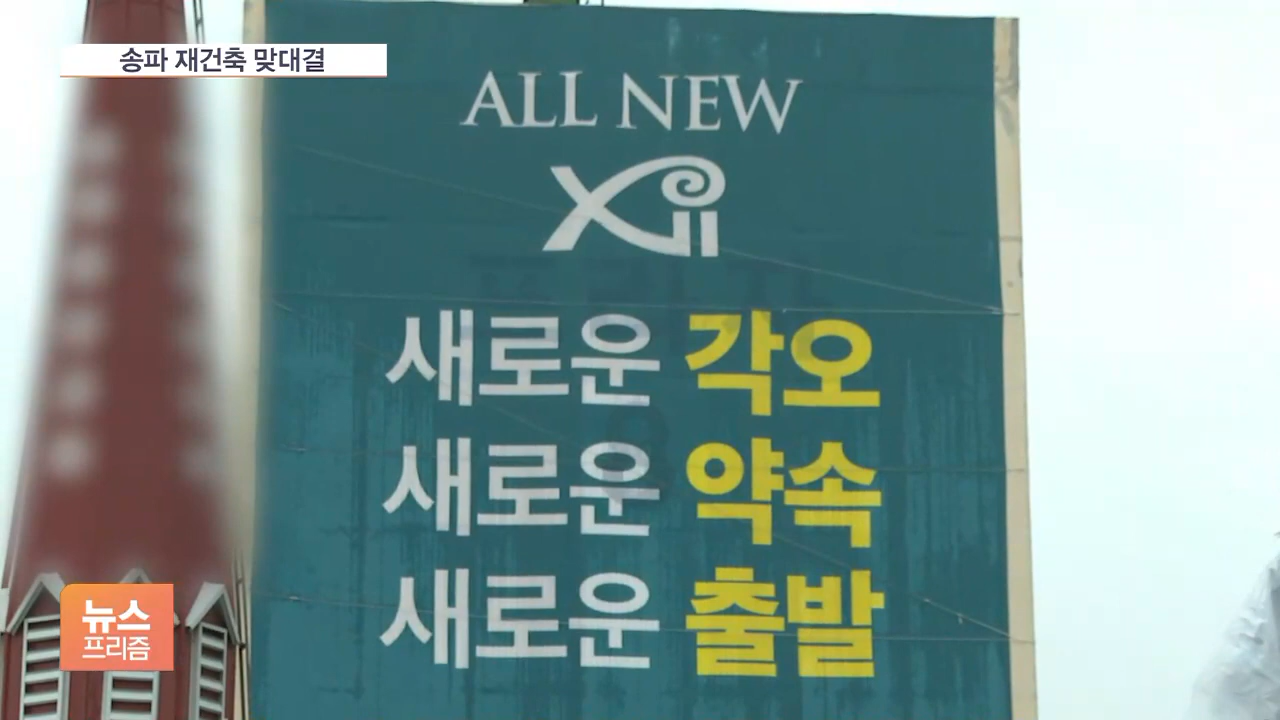 송파 재건축 맞대결
ALL NEW
Xii
새로운 각오
새로운 약속
새로운 출발
뉴스
프리즘